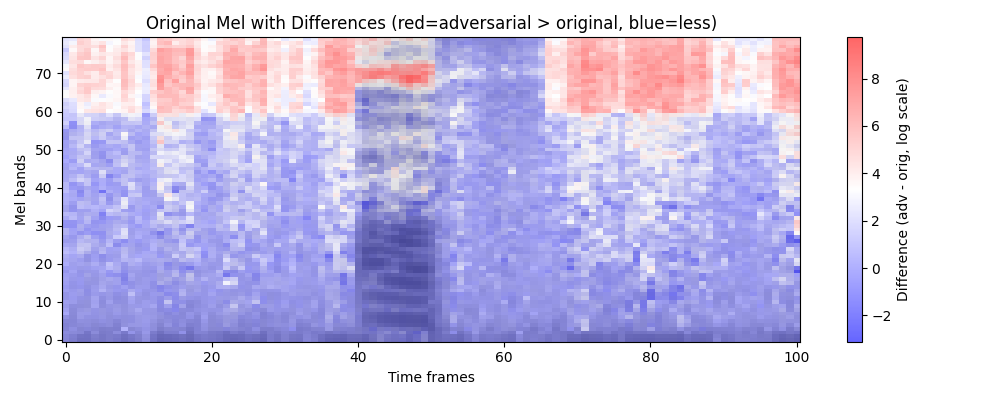 Original Mel with Differences (red=adversarial > original, blue=less)
70
60
50
40
30
20
10
0
Mel bands
0 20 40 60 80 100
Time frames
8
6
4
2
0
−2
Difference (adv - orig, log scale)